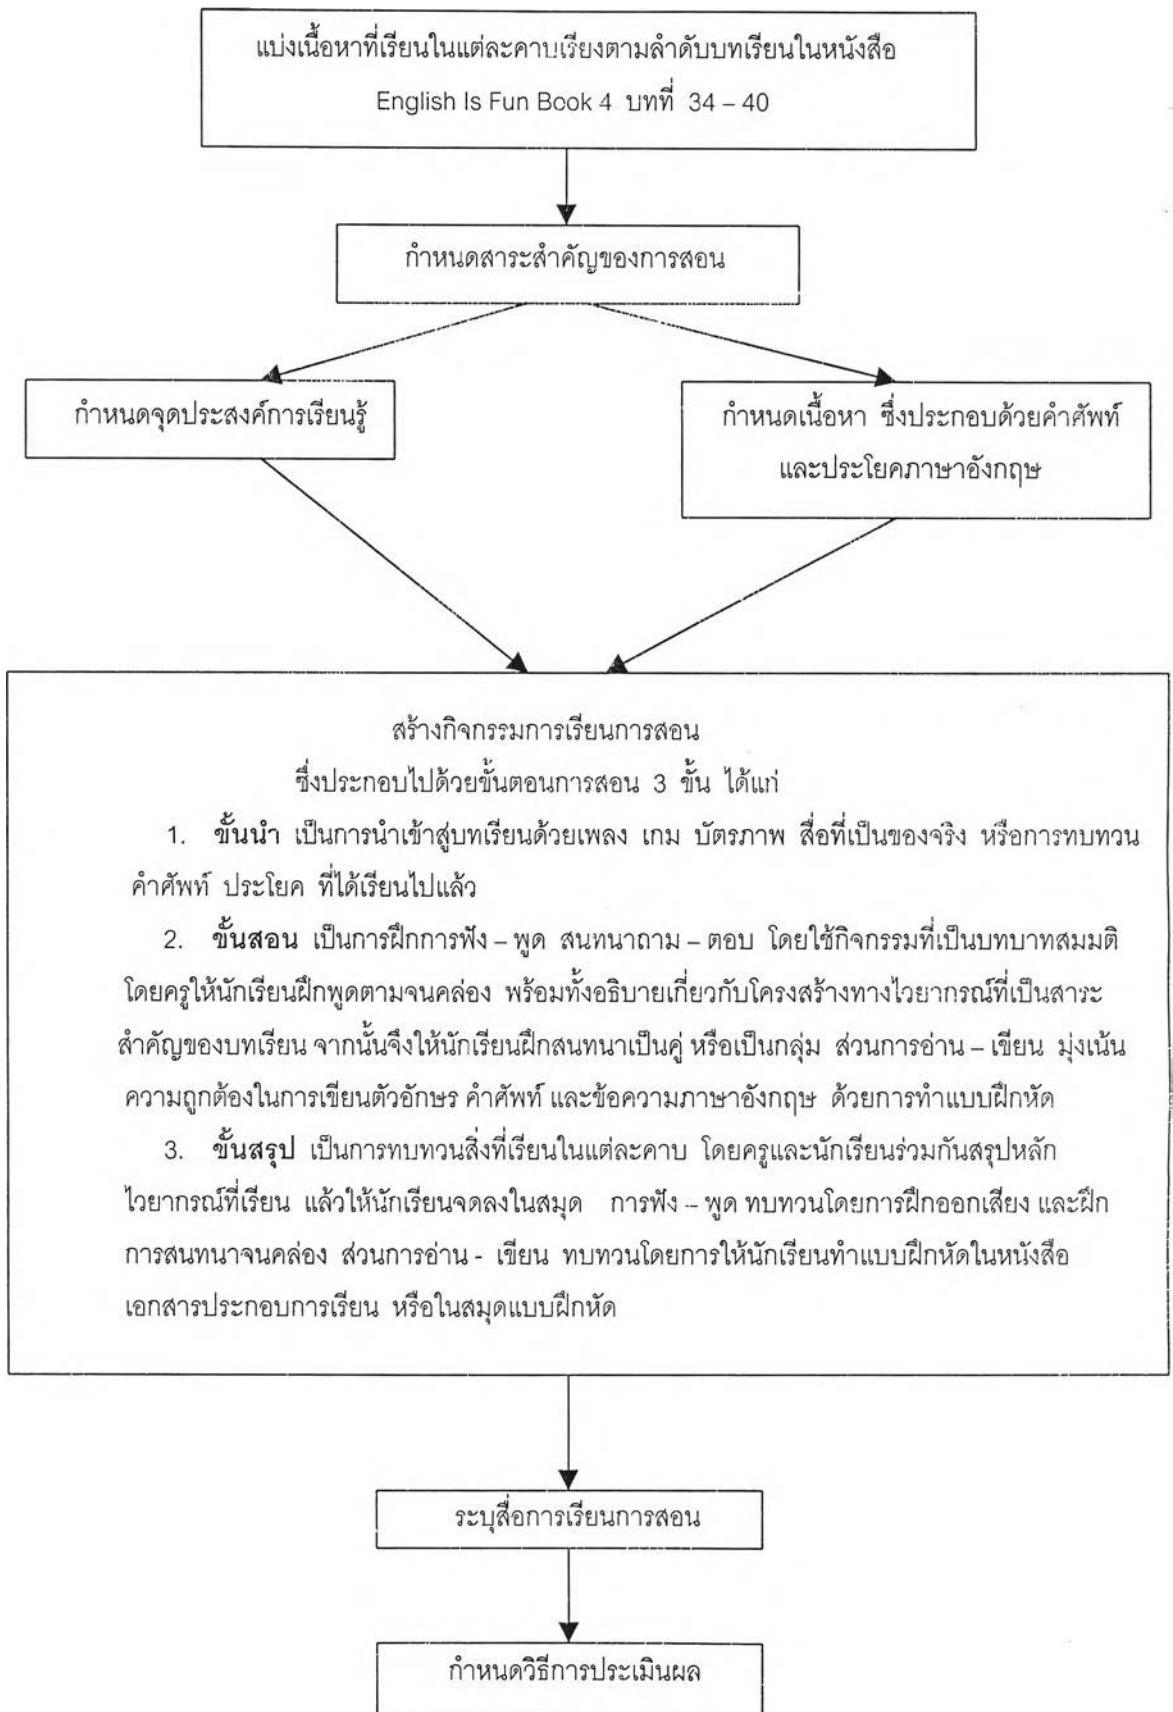 แบ่งเนื้อหาที่เรียนในแต่ละคาบเรียงตามลำดับบทเรียนในหนังสือ
English Is Fun Book 4 บทที่ 34 – 40
กำหนดสาระสำคัญของการสอน
กำหนดจุดประสงค์การเรียนรู้
กำหนดเนื้อหา ซึ่งประกอบด้วยคำศัพท์
และประโยคภาษาอังกฤษ
สร้างกิจกรรมการเรียนการสอน
ซึ่งประกอบไปด้วยขั้นตอนการสอน 3 ขั้น ได้แก่
1. ขั้นนำ เป็นการนำเข้าสู่บทเรียนด้วยเพลง เกม บัตรภาพ สื่อที่เป็นของจริง หรือการทบทวน
คำศัพท์ ประโยค ที่ได้เรียนไปแล้ว
2. ขั้นสอน เป็นการฝึกการฟัง – พูด สนทนาถาม – ตอบ โดยใช้กิจกรรมที่เป็นบทบาทสมมติ
โดยครูให้นักเรียนฝึกพูดตามจนคล่อง พร้อมทั้งอธิบายเกี่ยวกับโครงสร้างทางไวยากรณ์ที่เป็นสาระ
สำคัญของบทเรียน จากนั้นจึงให้นักเรียนฝึกสนทนาเป็นคู่ หรือเป็นกลุ่ม ส่วนการอ่าน – เขียน มุ่งเน้น
ความถูกต้องในการเขียนตัวอักษร คำศัพท์ และข้อความภาษาอังกฤษ ด้วยการทำแบบฝึกหัด
3. ขั้นสรุป เป็นการทบทวนสิ่งที่เรียนในแต่ละคาบ โดยครูและนักเรียนร่วมกันสรุปหลัก
ไวยากรณ์ที่เรียน แล้วให้นักเรียนจดลงในสมุด การฟัง – พูด ทบทวนโดยการฝึกออกเสียง และฝึก
การสนทนาจนคล่อง ส่วนการอ่าน - เขียน ทบทวนโดยการให้นักเรียนทำแบบฝึกหัดในหนังสือ
เอกสารประกอบการเรียน หรือในสมุดแบบฝึกหัด
ระบุสื่อการเรียนการสอน
กำหนดวิธีการประเมินผล